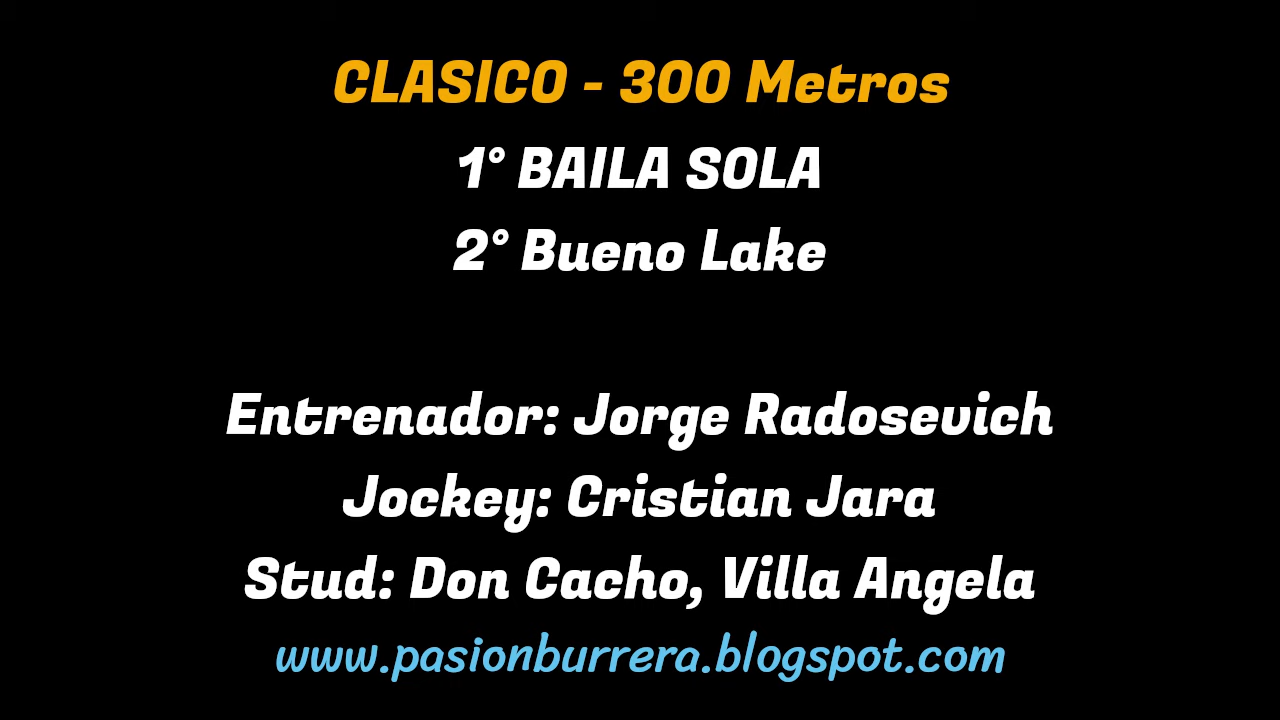 CLASICO - 300 Metros
1° BAILA SOLA
2° Bueno Lake
Entrenador: Jorge Radosevich
Jockey: Cristian Jara
Stud: Don Cacho, Villa Angela
www.pasionburrera.blogspot.com